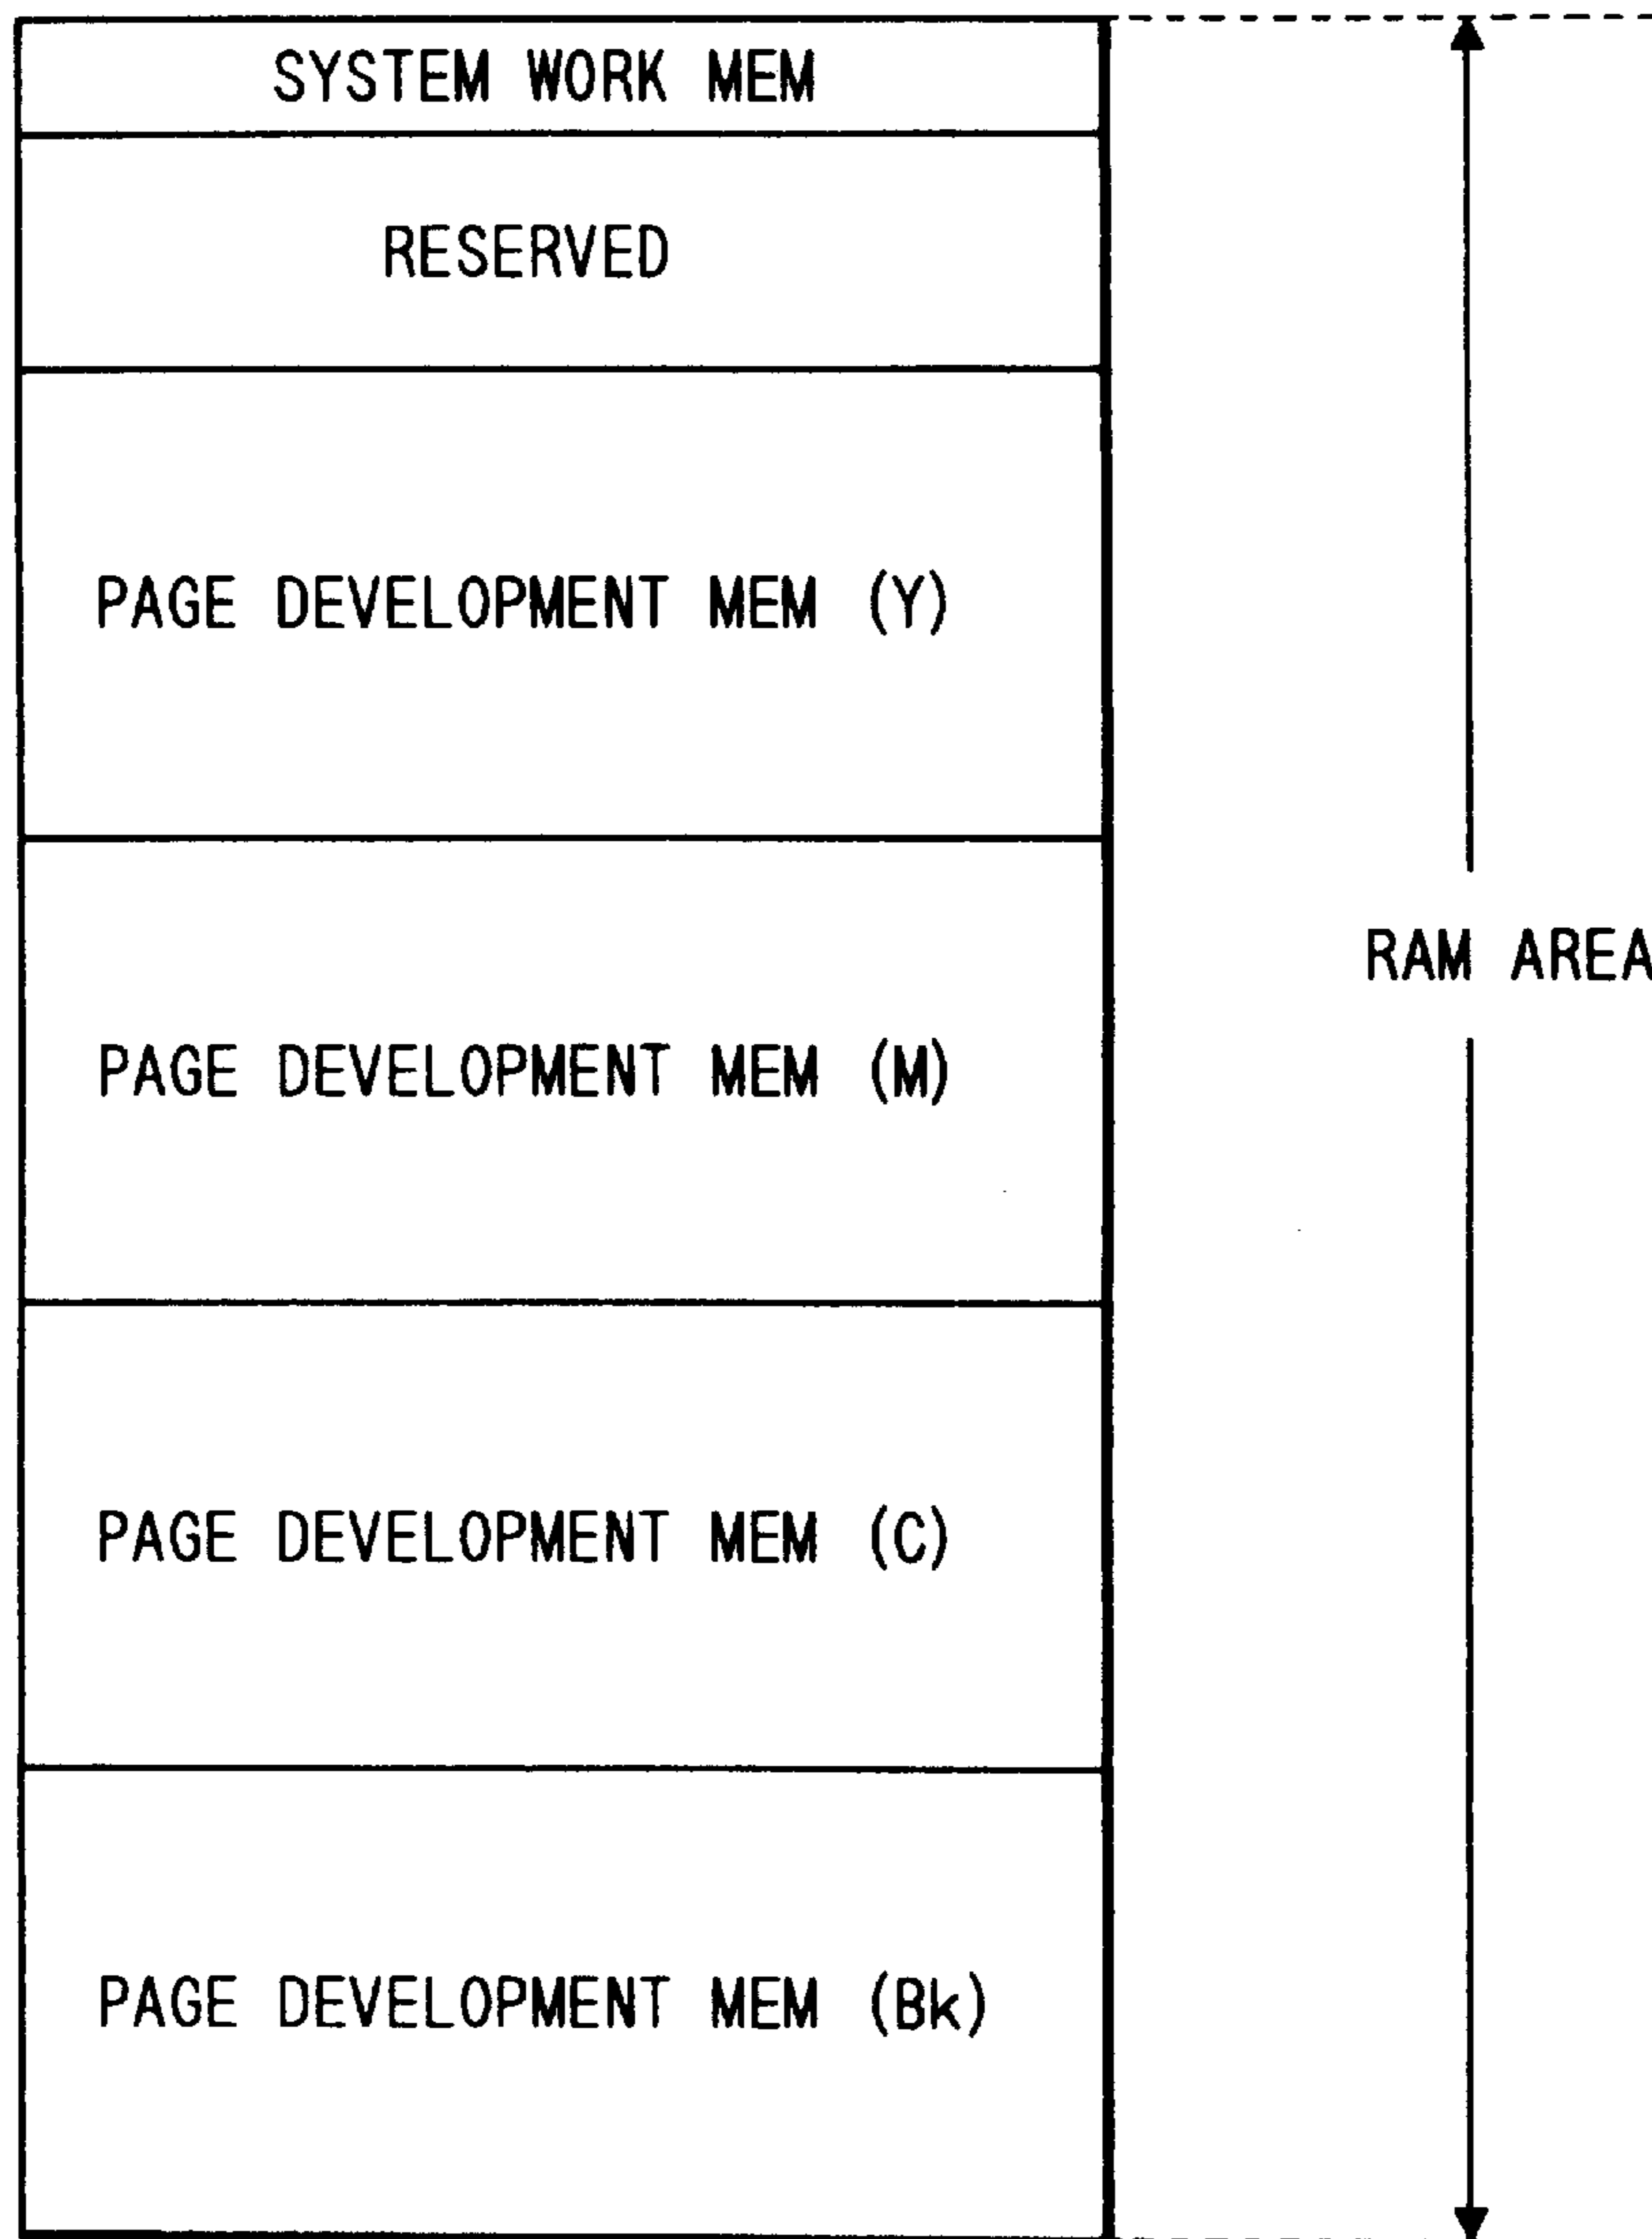 SYSTEM WORK MEM
RESERVED
PAGE DEVELOPMENT MEM (Y)
RAM AREA
PAGE DEVELOPMENT MEM (M)
PAGE DEVELOPMENT MEM (C)
PAGE DEVELOPMENT MEM (Bk)